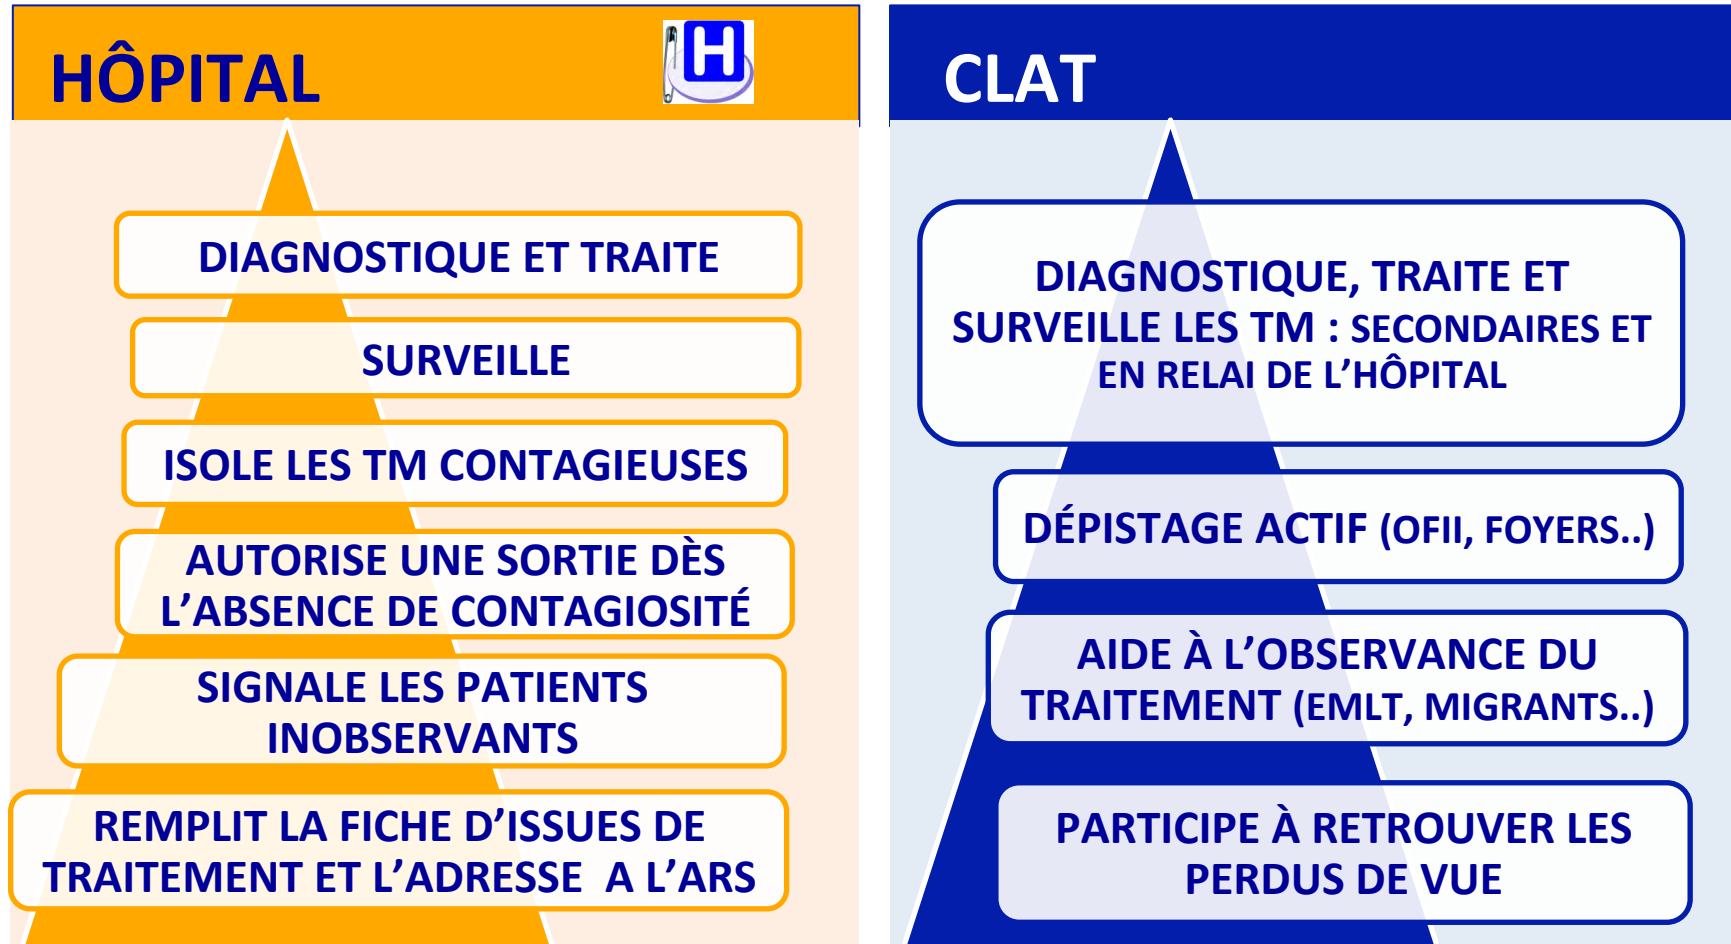 HÔPITAL
H
DIAGNOSTIQUE ET TRAITE
SURVEILLE
ISOLE LES TM CONTAGIEUSES
AUTORISE UNE SORTIE DÈS
L’ABSENCE DE CONTAGIOSITÉ
SIGNALE LES PATIENTS
INOBSERVANTS
REMPLIT LA FICHE D’ISSUES DE
TRAITEMENT ET L’ADRESSE A L’ARS
CLAT
DIAGNOSTIQUE, TRAITE ET
SURVEILLE LES TM : SECONDAIRES ET
EN RELAI DE L’HÔPITAL
DÉPISTAGE ACTIF (OFII, FOYERS..)
AIDE À L’OBSERVANCE DU
TRAITEMENT (EMLT, MIGRANTS..)
PARTICIPE À RETROUVER LES
PERDUS DE VUE